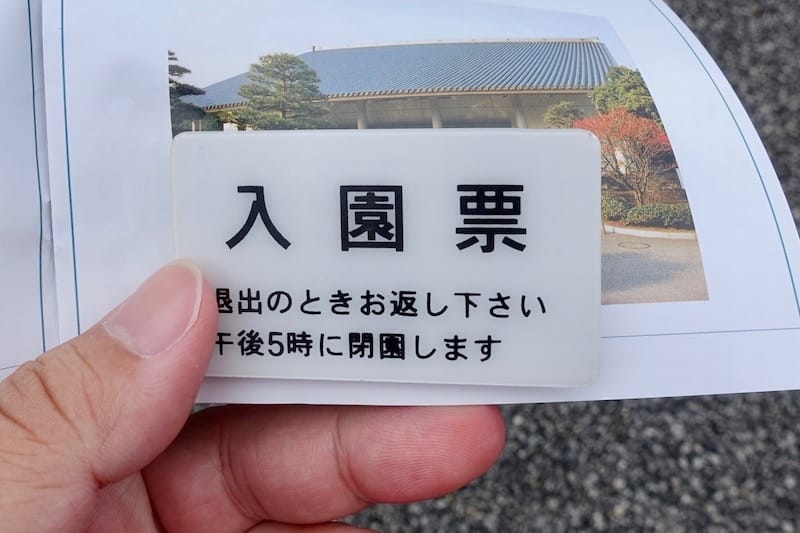 入園票
退出のときお返し下さい
午後5時に閉園します